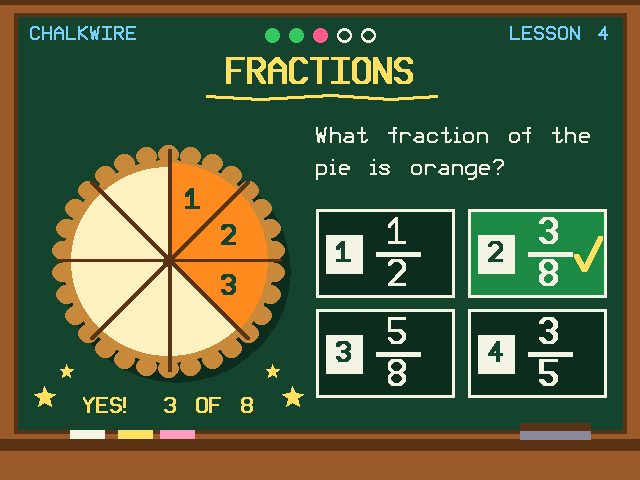 CHALKWIRE
LESSON 4
FRACTIONS
What fraction of the
pie is orange?
1
2
3
1 1/2
2 3/8 ✓
3 5/8
4 3/5
YES! 3 OF 8